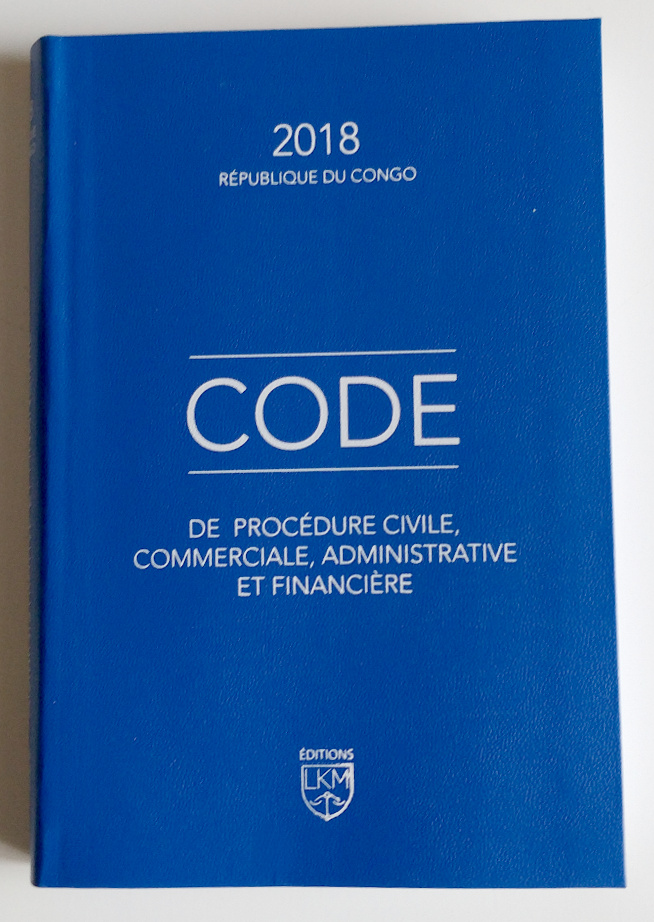 2018
RÉPUBLIQUE DU CONGO
CODE
DE PROCÉDURE CIVILE,
COMMERCIALE, ADMINISTRATIVE
ET FINANCIÈRE
ÉDITIONS
LKM